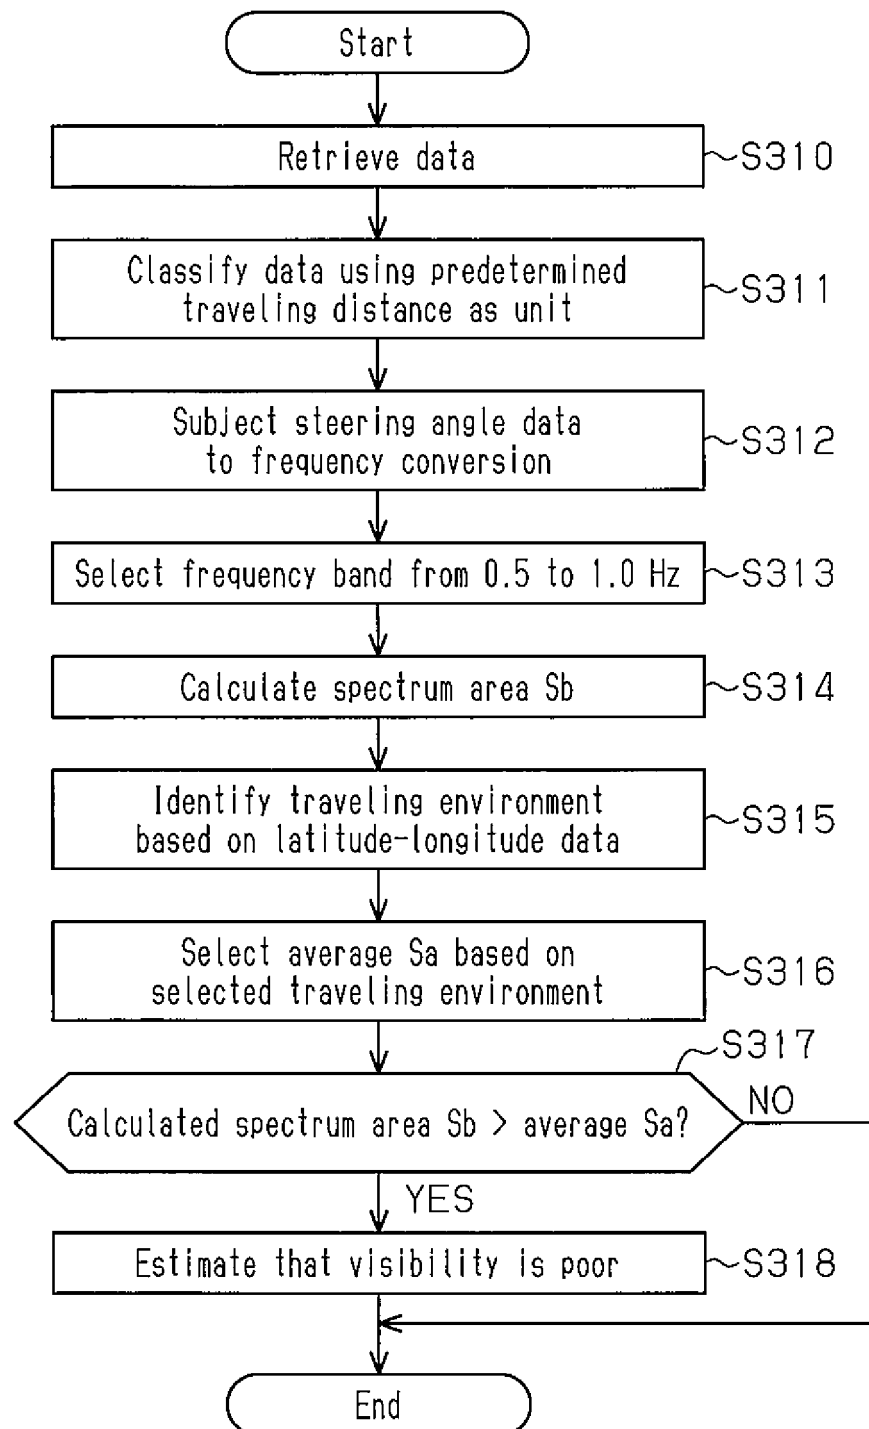 Start
Retrieve data
S310
Classify data using predetermined
traveling distance as unit
S311
Subject steering angle data
to frequency conversion
S312
Select frequency band from 0.5 to 1.0 Hz
S313
Calculate spectrum area Sb
S314
Identify traveling environment
based on latitude-longitude data
S315
Select average Sa based on
selected traveling environment
S316
S317
Calculated spectrum area Sb > average Sa?
NO
YES
Estimate that visibility is poor
S318
End